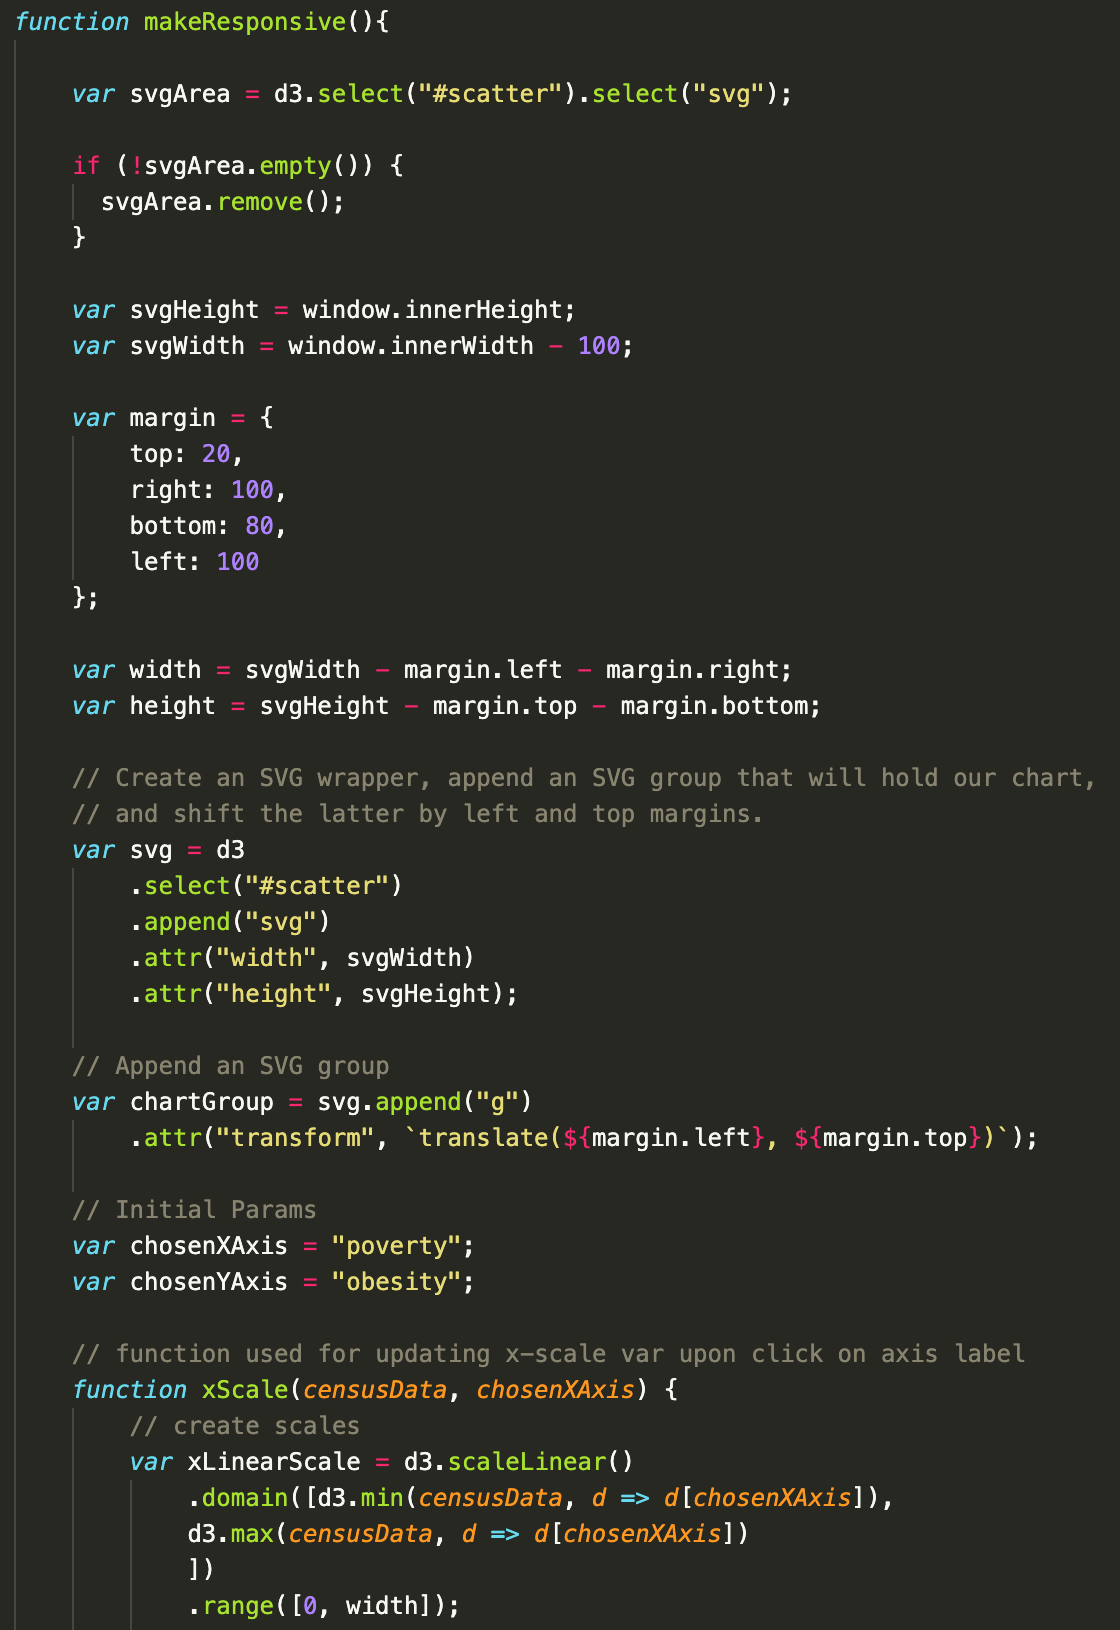 function makeResponsive(){
var svgArea = d3.select("#scatter").select("svg");
if (!svgArea.empty()) {
svgArea.remove();
}
var svgHeight = window.innerHeight;
var svgWidth = window.innerWidth - 100;
var margin = {
top: 20,
right: 100,
bottom: 80,
left: 100
};
var width = svgWidth - margin.left - margin.right;
var height = svgHeight - margin.top - margin.bottom;
// Create an SVG wrapper, append an SVG group that will hold our chart,
// and shift the latter by left and top margins.
var svg = d3
.select("#scatter")
.append("svg")
.attr("width", svgWidth)
.attr("height", svgHeight);
// Append an SVG group
var chartGroup = svg.append("g")
.attr("transform", `translate(${margin.left}, ${margin.top})`);
// Initial Params
var chosenXAxis = "poverty";
var chosenYAxis = "obesity";
// function used for updating x-scale var upon click on axis label
function xScale(censusData, chosenXAxis) {
// create scales
var xLinearScale = d3.scaleLinear()
.domain([d3.min(censusData, d => d[chosenXAxis]),
d3.max(censusData, d => d[chosenXAxis])
])
.range([0, width]);